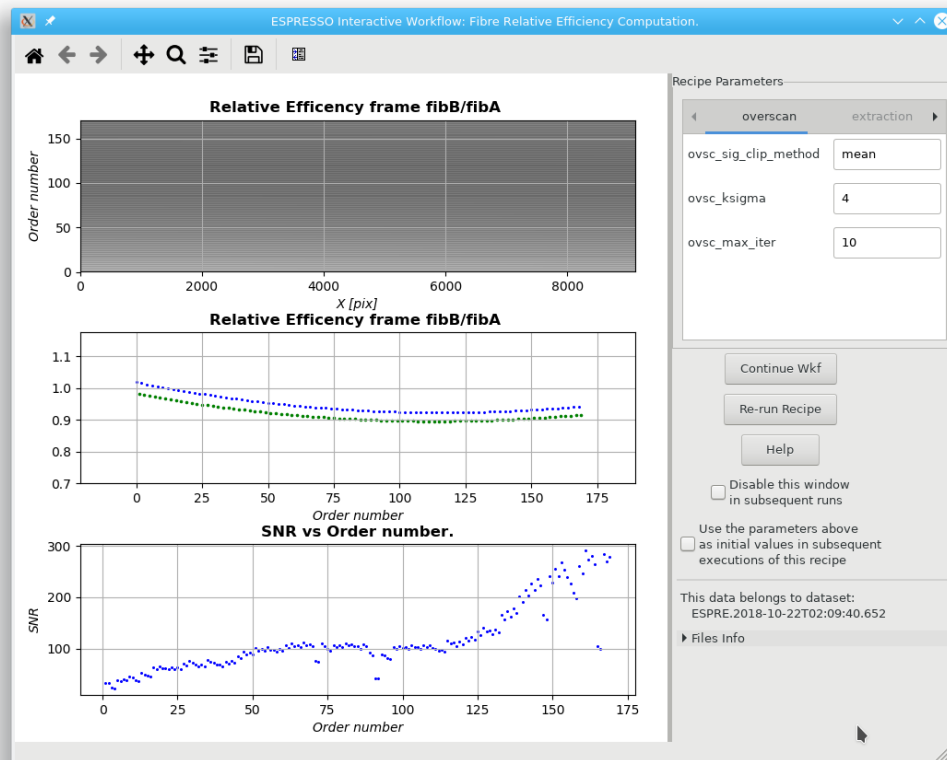 ESPRESSO Interactive Workflow: Fibre Relative Efficiency Computation.
Recipe Parameters
overscan
extraction
ovsc_sig_clip_method
mean
ovsc_ksigma
4
ovsc_max_iter
10
Relative Efficency frame fibB/fibA
Order number
150
100
50
0
0
2000
4000
6000
8000
X [pix]
Relative Efficency frame fibB/fibA
1.1
1.0
0.9
0.8
0.7
0
25
50
75
100
125
150
175
Order number
SNR vs Order number.
SNR
300
200
100
0
25
50
75
100
125
150
175
Order number
Continue Wkf
Re-run Recipe
Help
Disable this window
in subsequent runs
Use the parameters above
as initial values in subsequent
executions of this recipe
This data belongs to dataset:
ESPRE.2018-10-22T02:09:40.652
Files Info